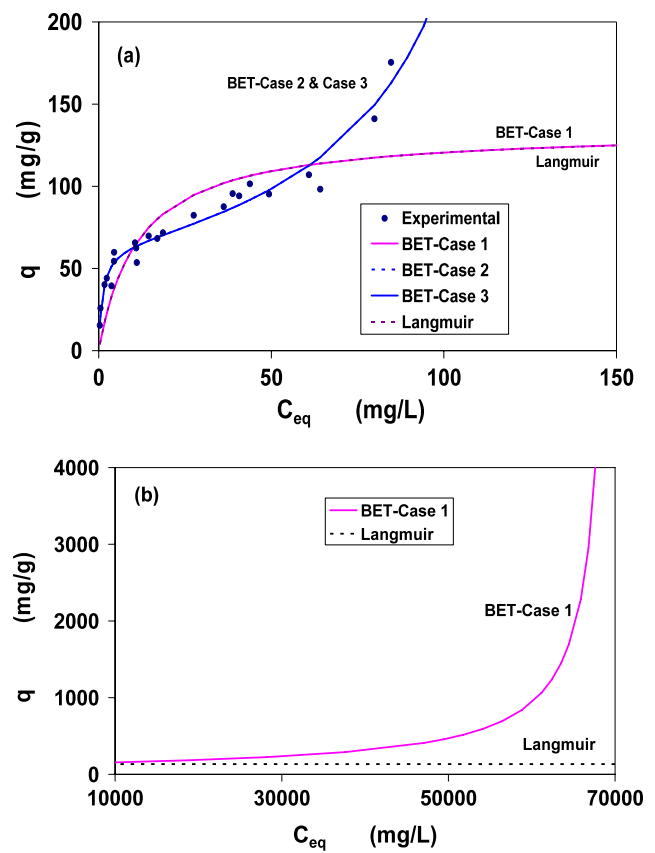 200
(a)
BET-Case 2 & Case 3
150
BET-Case 1
Langmuir
q (mg/g)
100
Experimental
BET-Case 1
BET-Case 2
BET-Case 3
Langmuir
50
0
0 50 100 150
Ceq (mg/L)
4000
(b)
BET-Case 1
Langmuir
3000
q (mg/g)
BET-Case 1
2000
1000
Langmuir
0
10000 30000 50000 70000
Ceq (mg/L)